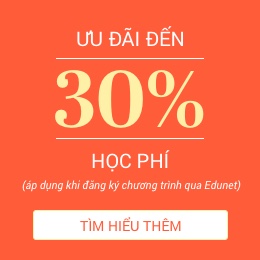 ƯU ĐÃI ĐẾN
30%
HỌC PHÍ
(áp dụng khi đăng ký chương trình qua Edunet)
TÌM HIỂU THÊM